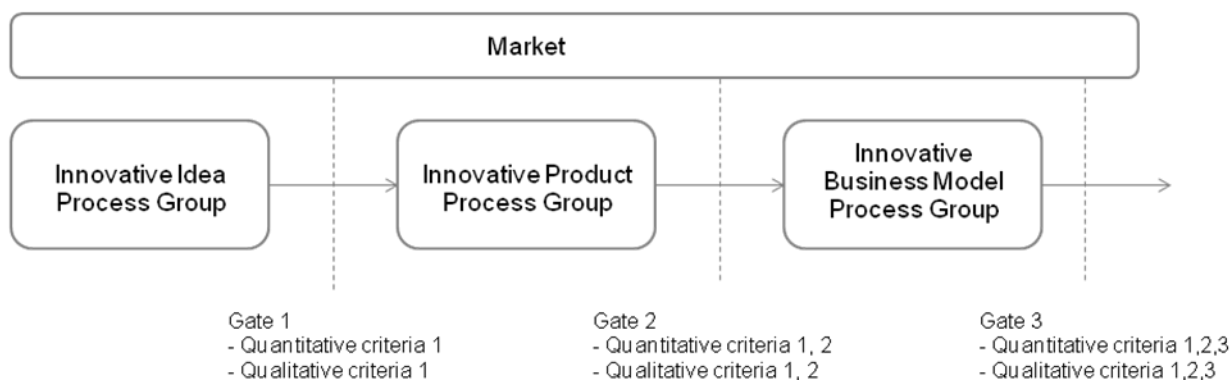 Market
Innovative Idea
Process Group
Innovative Product
Process Group
Innovative
Business Model
Process Group
Gate 1
- Quantitative criteria 1
- Qualitative criteria 1
Gate 2
- Quantitative criteria 1, 2
- Qualitative criteria 1, 2
Gate 3
- Quantitative criteria 1,2,3
- Qualitative criteria 1,2,3